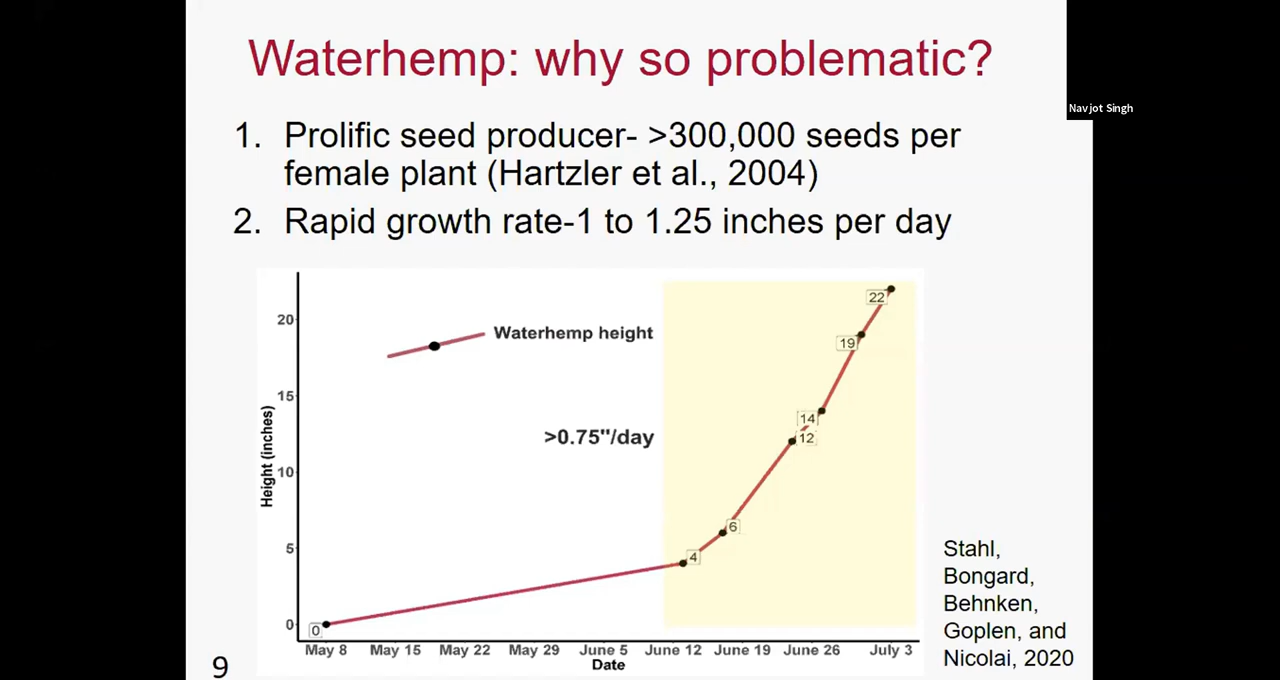 Waterhemp: why so problematic?
Navjot Singh
1. Prolific seed producer- >300,000 seeds per
female plant (Hartzler et al., 2004)
2. Rapid growth rate-1 to 1.25 inches per day
Waterhemp height
>0.75"/day
Height (inches)
20
15
10
5
0
0
4
6
12
14
19
22
May 8 May 15 May 22 May 29 June 5 June 12 June 19 June 26 July 3
Date
Stahl,
Bongard,
Behnken,
Goplen, and
Nicolai, 2020
9